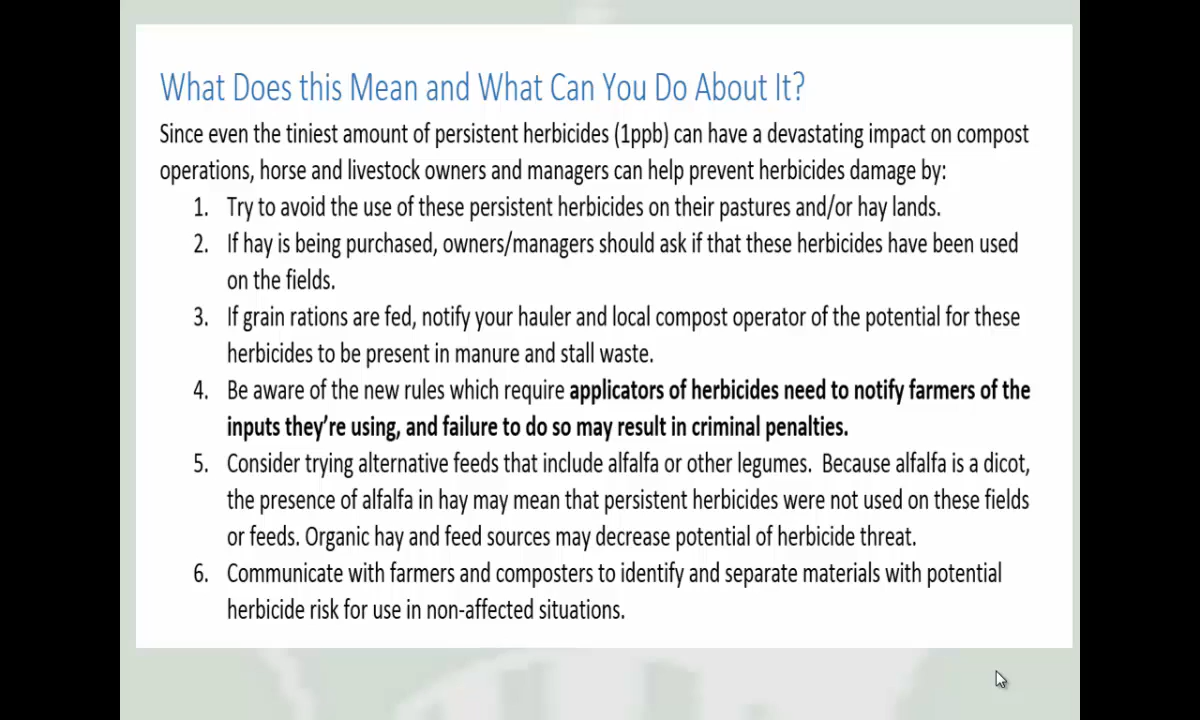 What Does this Mean and What Can You Do About It?
Since even the tiniest amount of persistent herbicides (1ppb) can have a devastating impact on compost
operations, horse and livestock owners and managers can help prevent herbicides damage by:
1. Try to avoid the use of these persistent herbicides on their pastures and/or hay lands.
2. If hay is being purchased, owners/managers should ask if that these herbicides have been used
on the fields.
3. If grain rations are fed, notify your hauler and local compost operator of the potential for these
herbicides to be present in manure and stall waste.
4. Be aware of the new rules which require applicators of herbicides need to notify farmers of the
inputs they're using, and failure to do so may result in criminal penalties.
5. Consider trying alternative feeds that include alfalfa or other legumes. Because alfalfa is a dicot,
the presence of alfalfa in hay may mean that persistent herbicides were not used on these fields
or feeds. Organic hay and feed sources may decrease potential of herbicide threat.
6. Communicate with farmers and composters to identify and separate materials with potential
herbicide risk for use in non-affected situations.